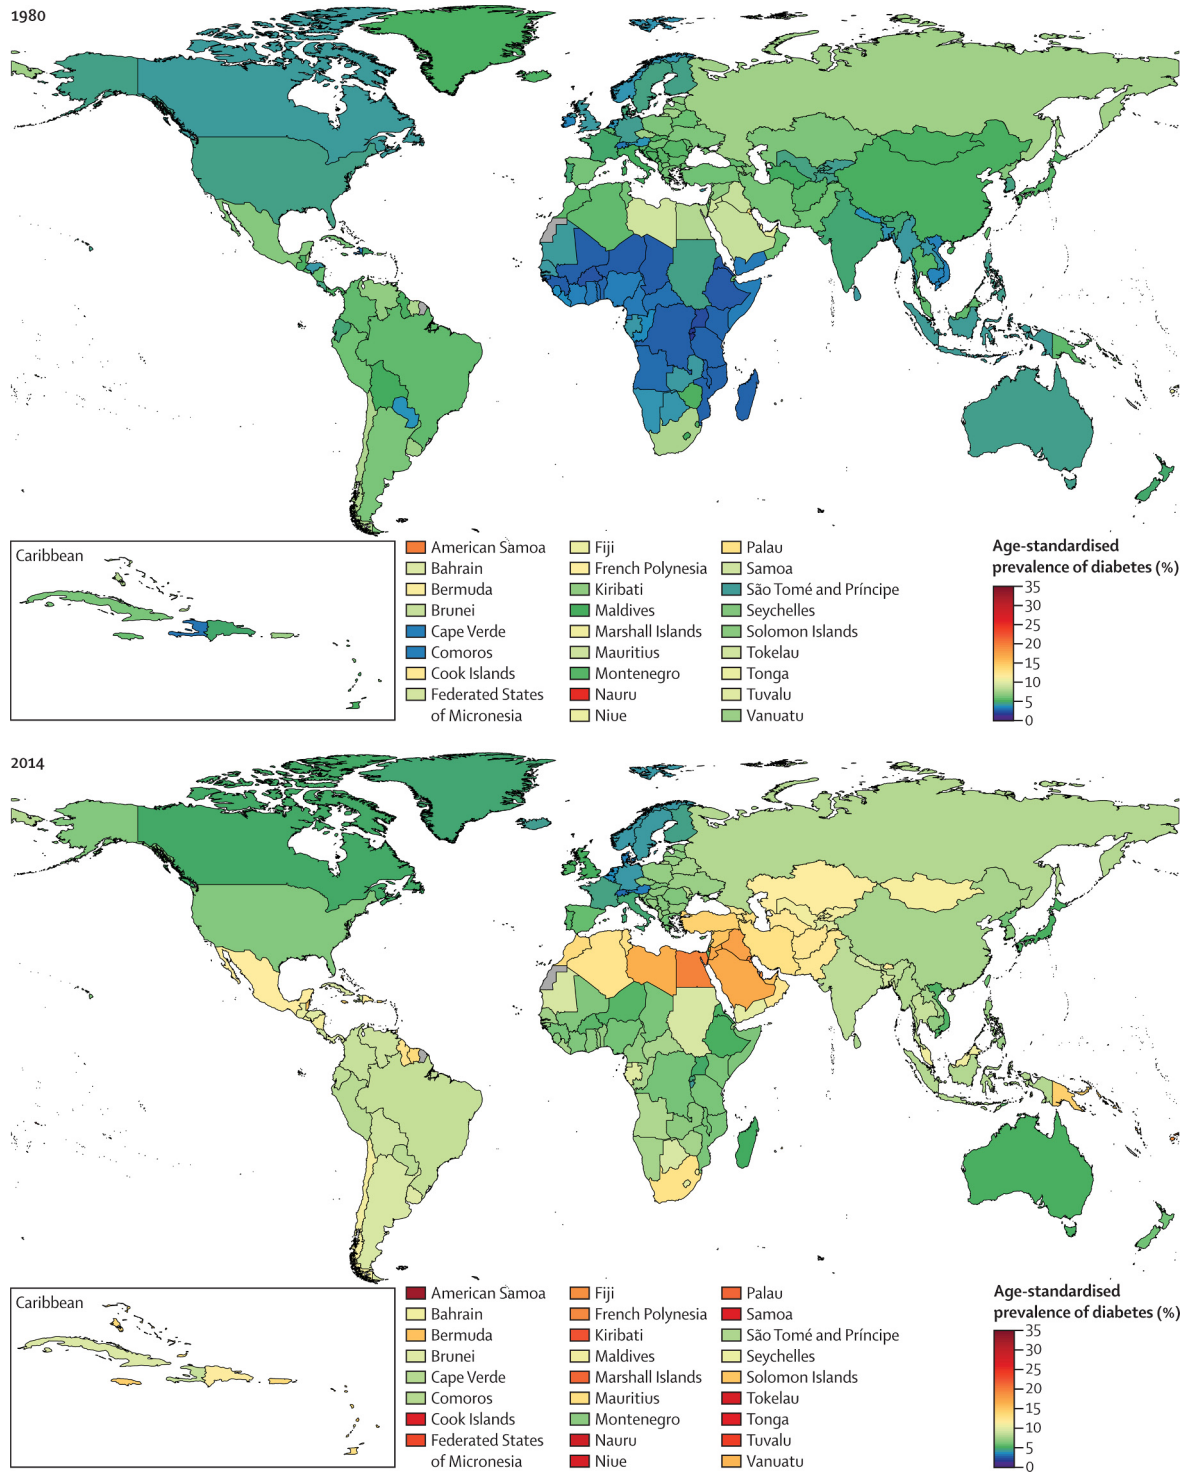 1980
Caribbean
American Samoa
Bahrain
Bermuda
Brunei
Cape Verde
Comoros
Cook Islands
Federated States
of Micronesia
Fiji
French Polynesia
Kiribati
Maldives
Marshall Islands
Mauritius
Montenegro
Nauru
Niue
Palau
Samoa
São Tomé and Príncipe
Seychelles
Solomon Islands
Tokelau
Tonga
Tuvalu
Vanuatu
Age-standardised
prevalence of diabetes (%)
35
30
25
20
15
10
5
0
2014
Caribbean
American Samoa
Bahrain
Bermuda
Brunei
Cape Verde
Comoros
Cook Islands
Federated States
of Micronesia
Fiji
French Polynesia
Kiribati
Maldives
Marshall Islands
Mauritius
Montenegro
Nauru
Niue
Palau
Samoa
São Tomé and Príncipe
Seychelles
Solomon Islands
Tokelau
Tonga
Tuvalu
Vanuatu
Age-standardised
prevalence of diabetes (%)
35
30
25
20
15
10
5
0